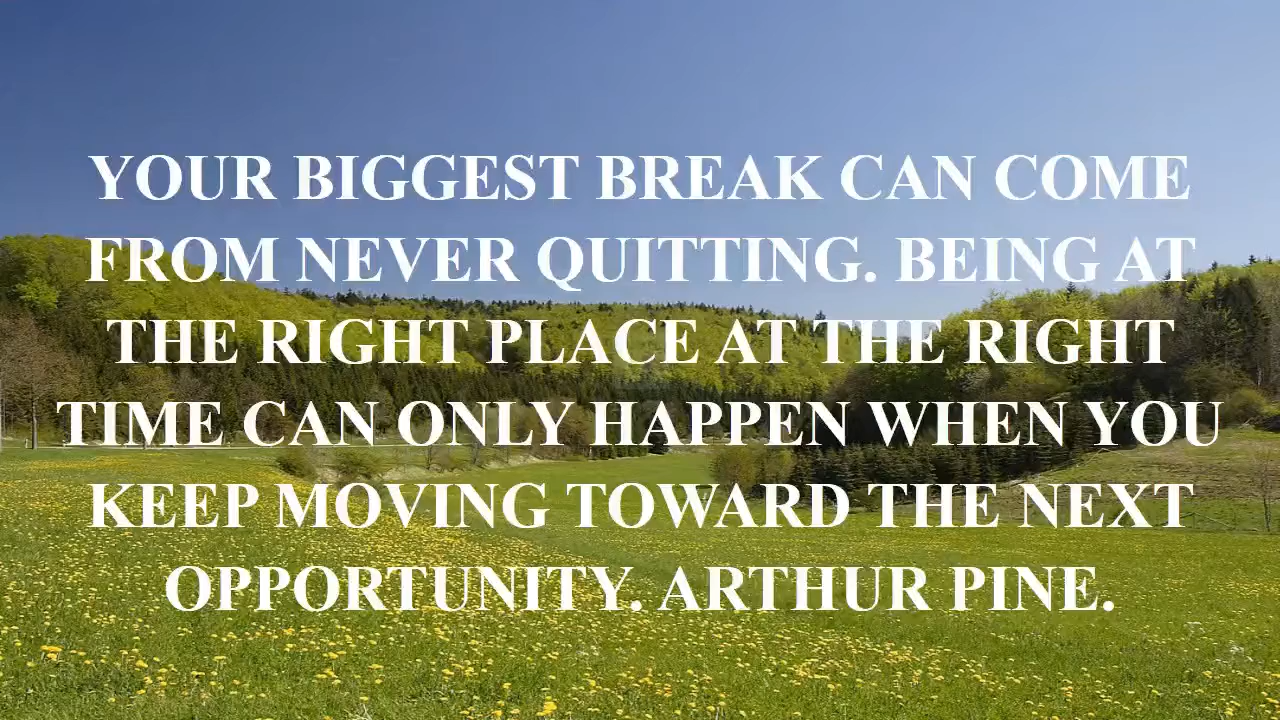 YOUR BIGGEST BREAK CAN COME
FROM NEVER QUITTING. BEING AT
THE RIGHT PLACE AT THE RIGHT
TIME CAN ONLY HAPPEN WHEN YOU
KEEP MOVING TOWARD THE NEXT
OPPORTUNITY. ARTHUR PINE.